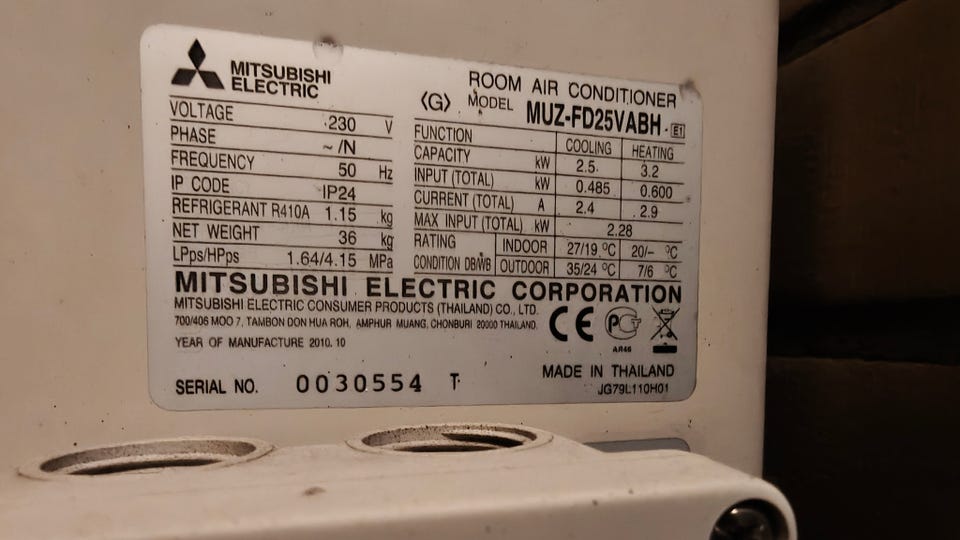 MITSUBISHI
ELECTRIC
ROOM AIR CONDITIONER
⟨G⟩ MODEL MUZ-FD25VABH - E1
VOLTAGE 230 V
PHASE ~ /N
FREQUENCY 50 Hz
IP CODE IP24
REFRIGERANT R410A 1.15 kg
NET WEIGHT 36 kg
LPps/HPps 1.64/4.15 MPa
FUNCTION COOLING HEATING
CAPACITY kW 2.5 3.2
INPUT (TOTAL) kW 0.485 0.600
CURRENT (TOTAL) A 2.4 2.9
MAX INPUT (TOTAL) kW 2.28
RATING INDOOR 27/19 °C 20/- °C
CONDITION DB/WB OUTDOOR 35/24 °C 7/6 °C
MITSUBISHI ELECTRIC CORPORATION
MITSUBISHI ELECTRIC CONSUMER PRODUCTS (THAILAND) CO., LTD.
700/406 MOO 7, TAMBON DON HUA ROH, AMPHUR MUANG, CHONBURI 20000 THAILAND.
CE
AR46
YEAR OF MANUFACTURE 2010. 10
SERIAL NO. 0030554 T
MADE IN THAILAND
JG79L110H01